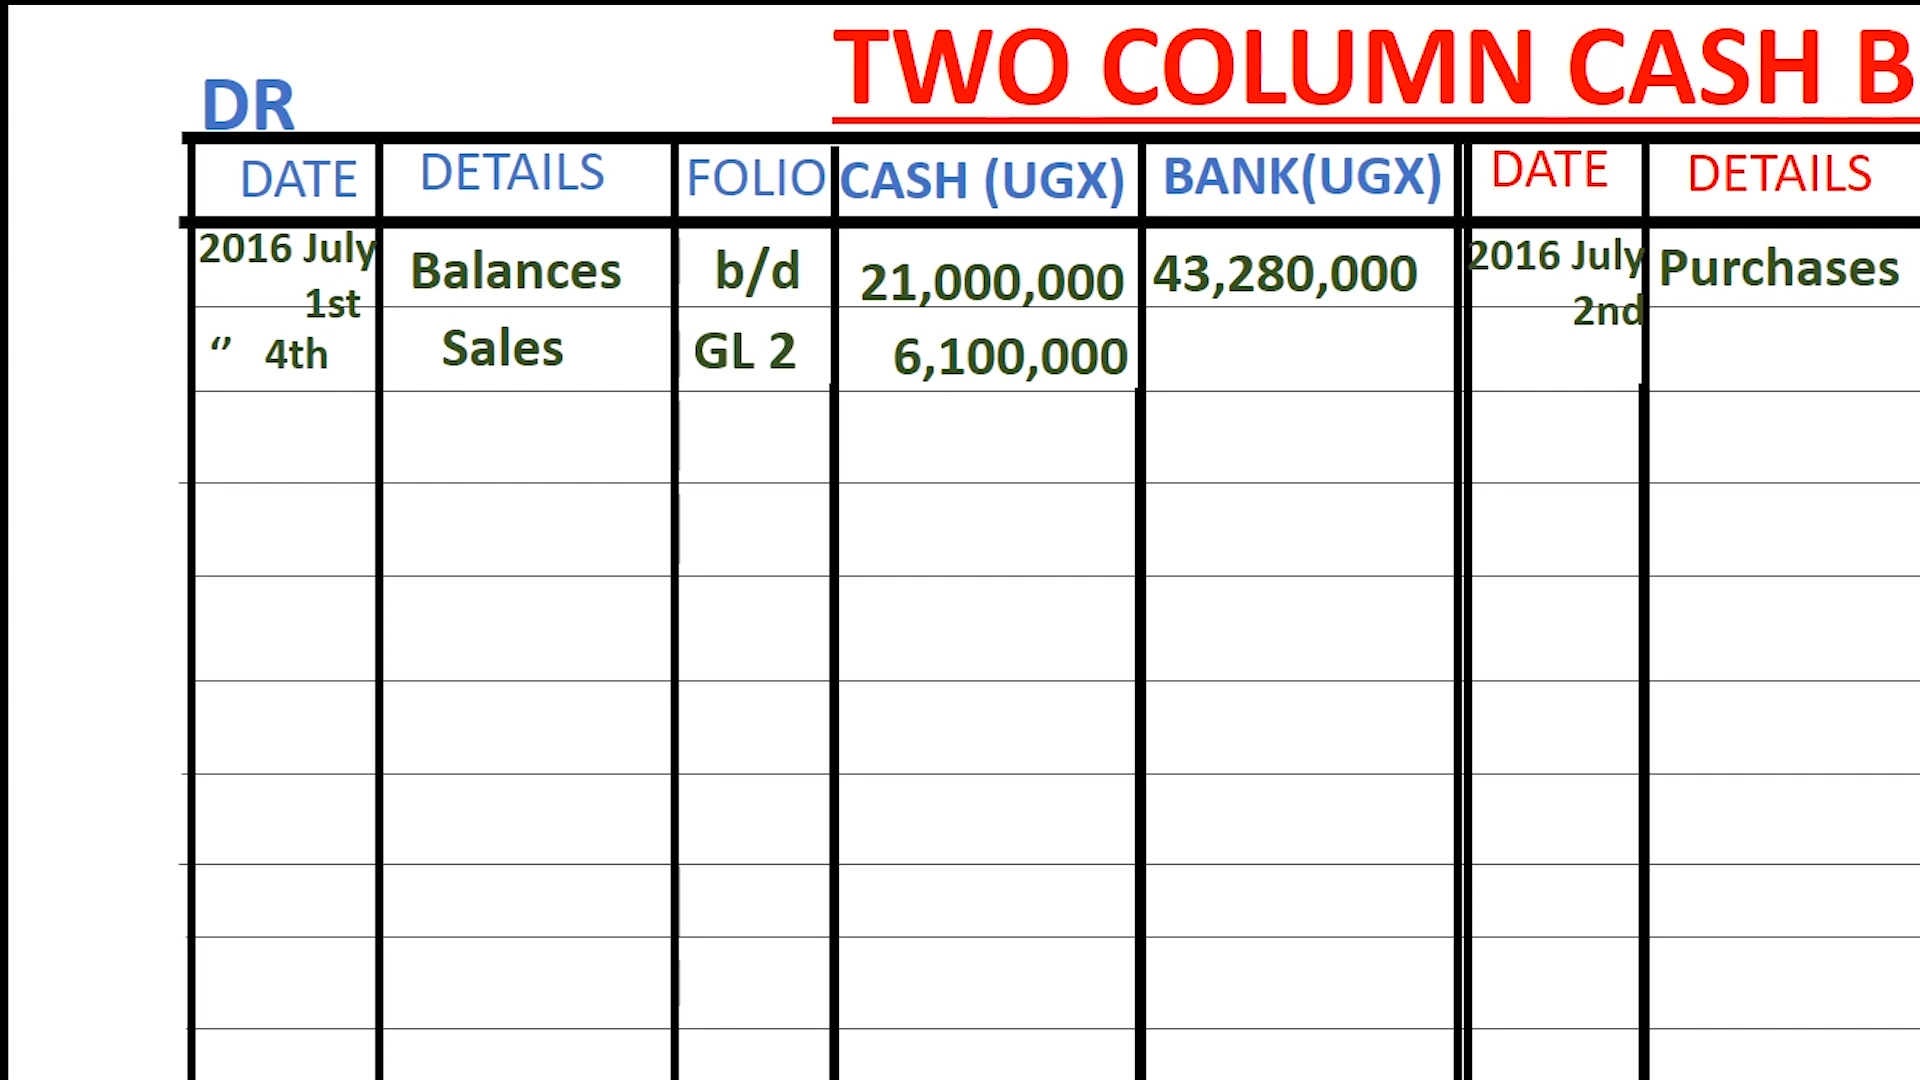 TWO COLUMN CASH B
DR
DATE DETAILS FOLIO CASH (UGX) BANK(UGX) DATE DETAILS
2016 July 1st Balances b/d 21,000,000 43,280,000 2016 July 2nd Purchases
‘’ 4th Sales GL 2 6,100,000